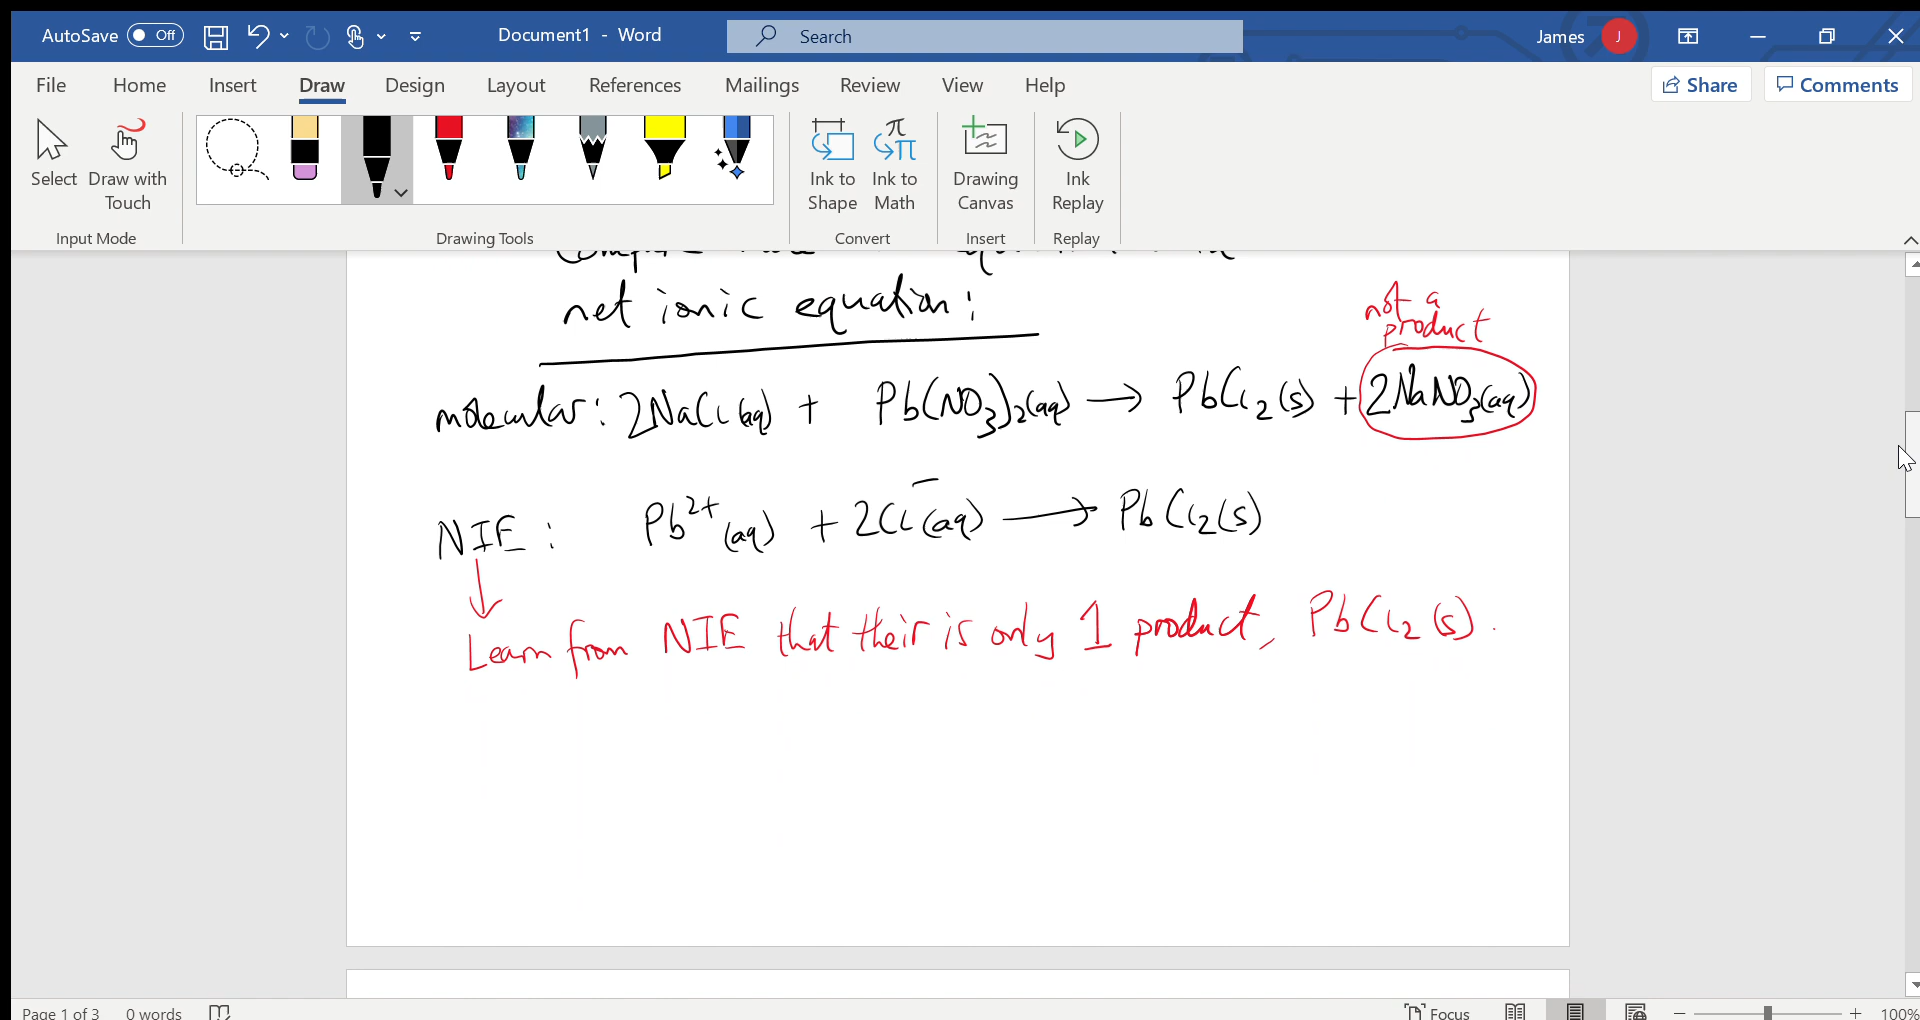 AutoSave Off Document1 - Word Search James J
File Home Insert Draw Design Layout References Mailings Review View Help Share Comments
Select Draw with Touch Ink to Shape Ink to Math Drawing Canvas Ink Replay
Input Mode Drawing Tools Convert Insert Replay
net ionic equation:
not a
product
molecular: 2NaCl(aq) + Pb(NO₃)₂(aq) → PbCl₂(s) + 2NaNO₃(aq)
NIE: Pb²⁺(aq) + 2Cl⁻(aq) → PbCl₂(s)
Learn from NIE that their is only 1 product, PbCl₂(s).
Page 1 of 3 0 words Focus 100%